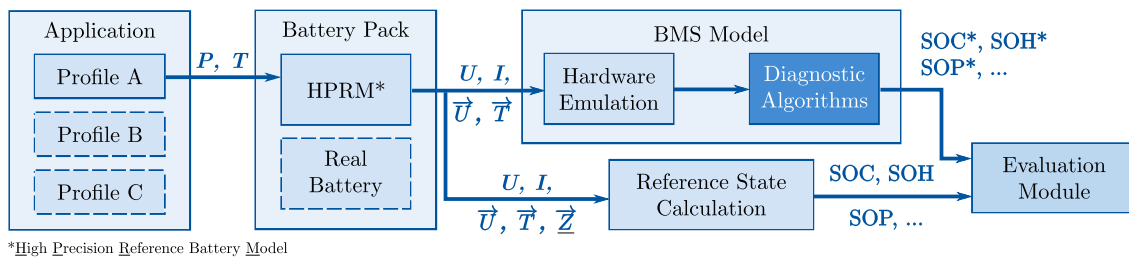 Application
Profile A
Profile B
Profile C
P, T
Battery Pack
HPRM*
Real
Battery
U, I,
U⃗, T⃗
BMS Model
Hardware
Emulation
Diagnostic
Algorithms
SOC*, SOH*
SOP*, ...
U, I,
U⃗, T⃗, Z⃗
Reference State
Calculation
SOC, SOH
SOP, ...
Evaluation
Module
*High Precision Reference Battery Model